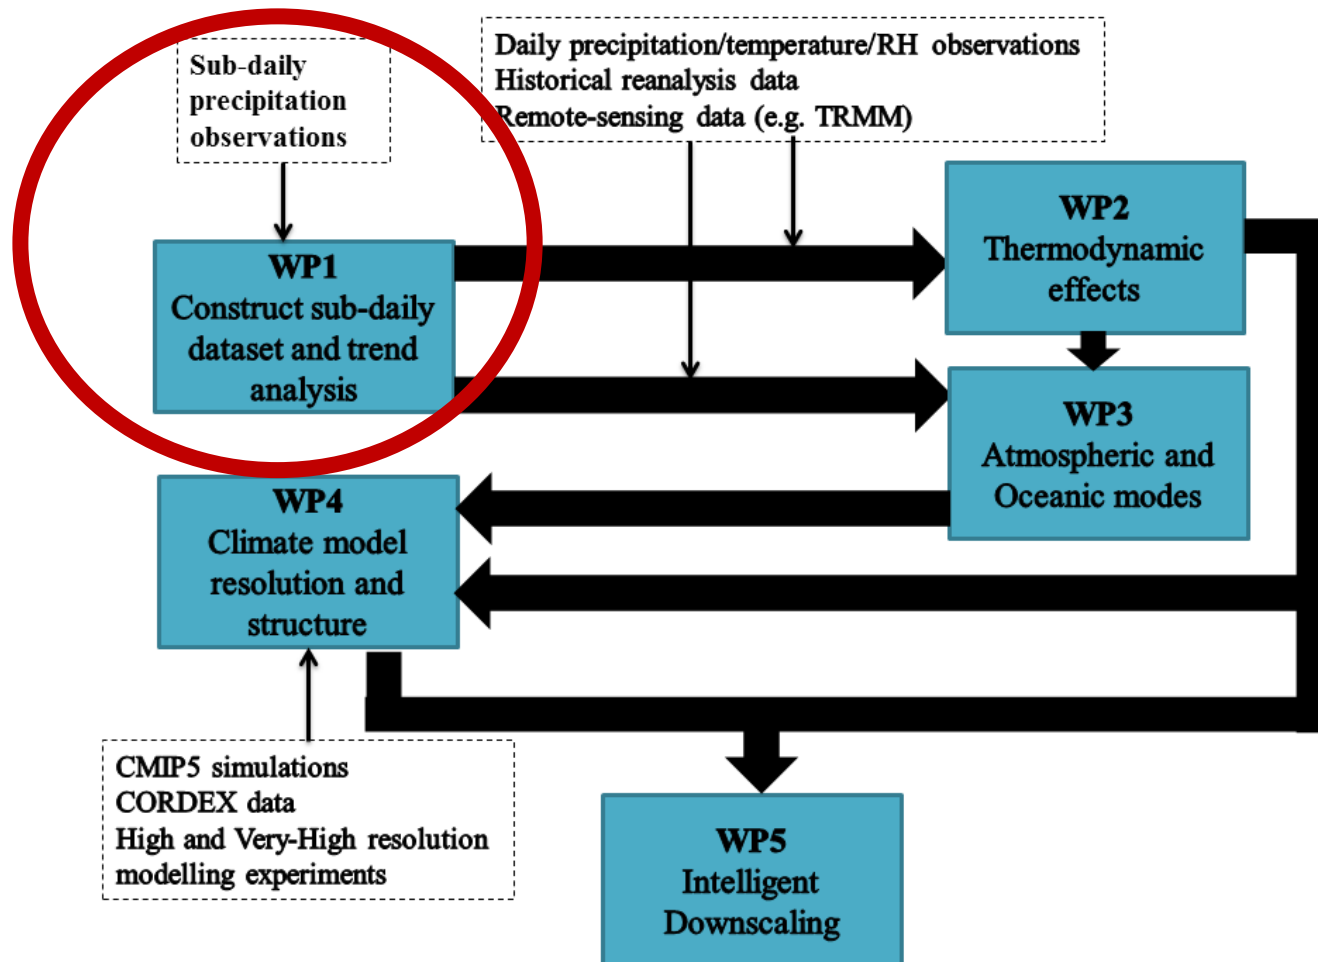 Sub-daily
precipitation
observations
Daily precipitation/temperature/RH observations
Historical reanalysis data
Remote-sensing data (e.g. TRMM)
WP1
Construct sub-daily
dataset and trend
analysis
WP2
Thermodynamic
effects
WP3
Atmospheric and
Oceanic modes
WP4
Climate model
resolution and
structure
CMIP5 simulations
CORDEX data
High and Very-High resolution
modelling experiments
WP5
Intelligent
Downscaling